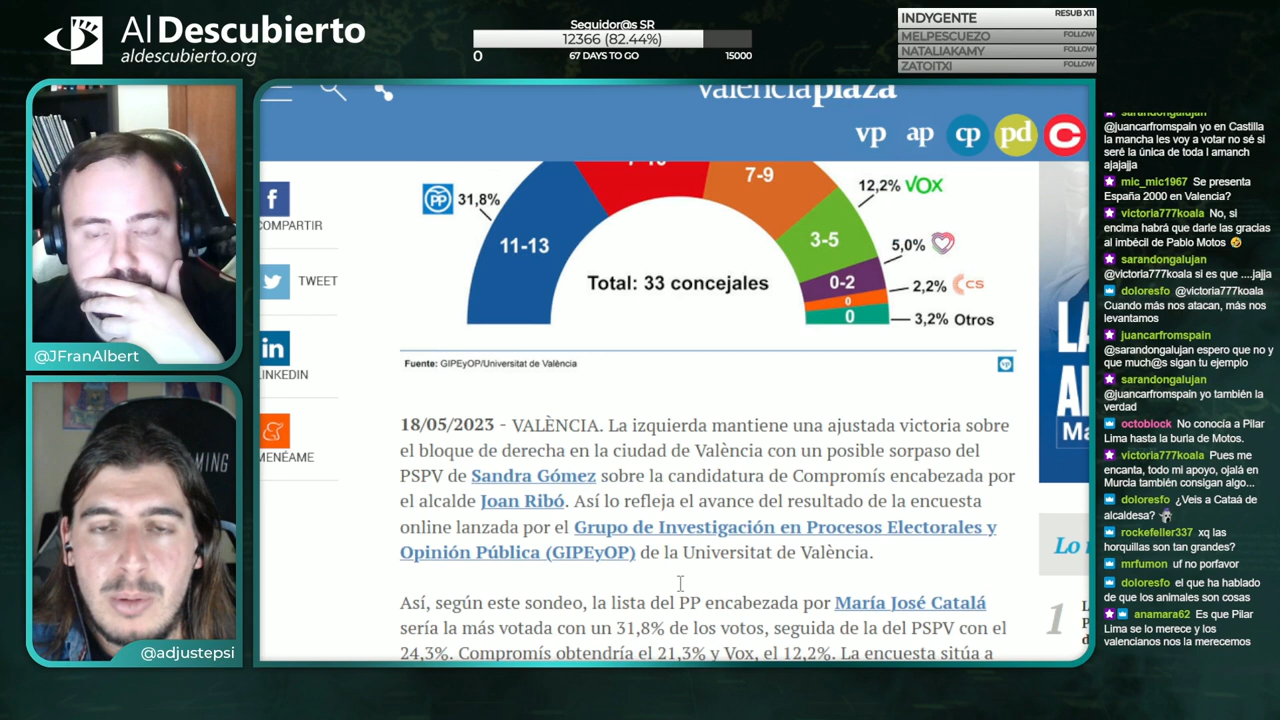 Al Descubierto
aldescubierto.org
Seguidor@s SR
12366 (82.44%)
0
67 DAYS TO GO
15000
INDYGENTE
RESUB X11
MELPESCUEZO
FOLLOW
NATALIAKAMY
FOLLOW
ZATOITXI
FOLLOW
@JFranAlbert
@adjustepsi
valenciaplaza
vp
ap
cp
pd
C
COMPARTIR
TWEET
LINKEDIN
MENÉAME
PP
31,8%
11-13
7-9
12,2% VOX
3-5
5,0%
0-2
2,2% CS
0
0
3,2% Otros
Total: 33 concejales
Fuente: GIPEyOP/Universitat de València
18/05/2023 - VALÈNCIA. La izquierda mantiene una ajustada victoria sobre
el bloque de derecha en la ciudad de València con un posible sorpaso del
PSPV de Sandra Gómez sobre la candidatura de Compromís encabezada por
el alcalde Joan Ribó. Así lo refleja el avance del resultado de la encuesta
online lanzada por el Grupo de Investigación en Procesos Electorales y
Opinión Pública (GIPEyOP) de la Universitat de València.
Así, según este sondeo, la lista del PP encabezada por María José Catalá
seria la más votada con un 31,8% de los votos, seguida de la del PSPV con el
24,3%. Compromís obtendría el 21,3% y Vox, el 12,2%. La encuesta sitúa a
Lo
1
sarandongalujan
@juancarfromspain yo en Castilla
la mancha les voy a votar no sé si
seré la única de toda l amanch
ajajajja
mic_mic1967 Se presenta
España 2000 en Valencia?
victoria777koala No, si
encima habrá que darle las gracias
al imbécil de Pablo Motos
sarandongalujan
@victoria777koala si es que ....jajja
doloresfo @victoria777koala
Cuando más nos atacan, más nos
levantamos
juancarfromspain
@sarandongalujan espero que no y
que much@s sigan tu ejemplo
sarandongalujan
@juancarfromspain yo también la
verdad
octoblock No conocía a Pilar
Lima hasta la burla de Motos.
victoria777koala Pues me
encanta, todo mi apoyo, ojalá en
Murcia también consigan algo...
doloresfo ¿Veis a Cataá de
alcaldesa?
rockefeller337 xq las
horquillas son tan grandes?
mrfumon uf no porfavor
doloresfo el que ha hablado
de que los animales son cosas
anamara62 Es que Pilar
Lima se lo merece y los
valencianos nos la merecemos